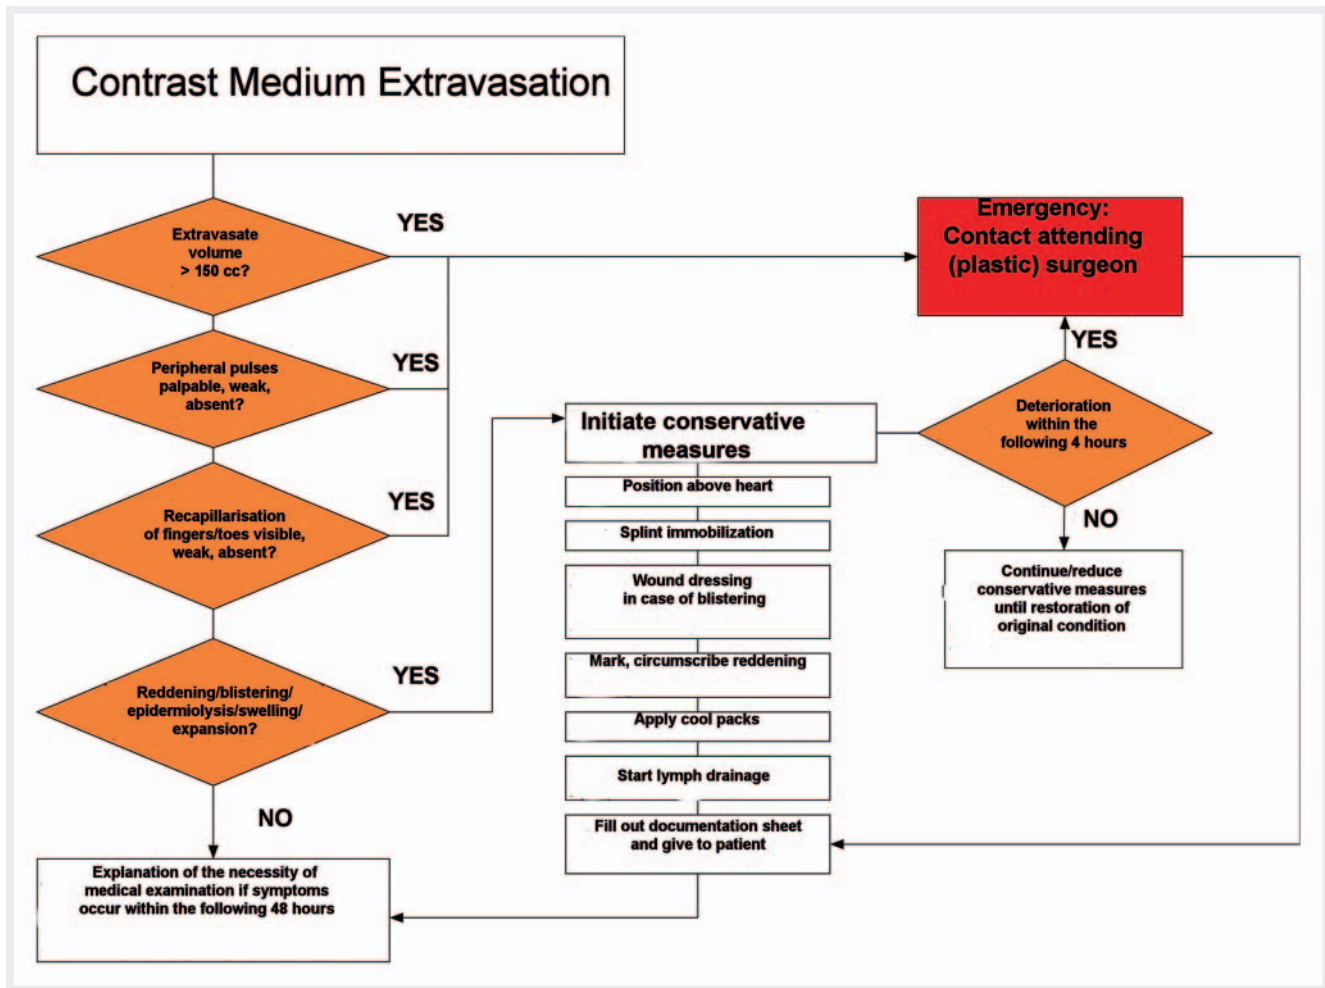 Contrast Medium Extravasation
Extravasate
volume
> 150 cc?
YES
Emergency:
Contact attending
(plastic) surgeon
Peripheral pulses
palpable, weak,
absent?
YES
YES
Recapillarisation
of fingers/toes visible,
weak, absent?
YES
Initiate conservative
measures
Deterioration
within the
following 4 hours
NO
Position above heart
Splint immobilization
Wound dressing
in case of blistering
Continue/reduce
conservative measures
until restoration of
original condition
Reddening/blistering/
epidermiolysis/swelling/
expansion?
YES
Mark, circumscribe reddening
Apply cool packs
Start lymph drainage
Fill out documentation sheet
and give to patient
NO
Explanation of the necessity of
medical examination if symptoms
occur within the following 48 hours